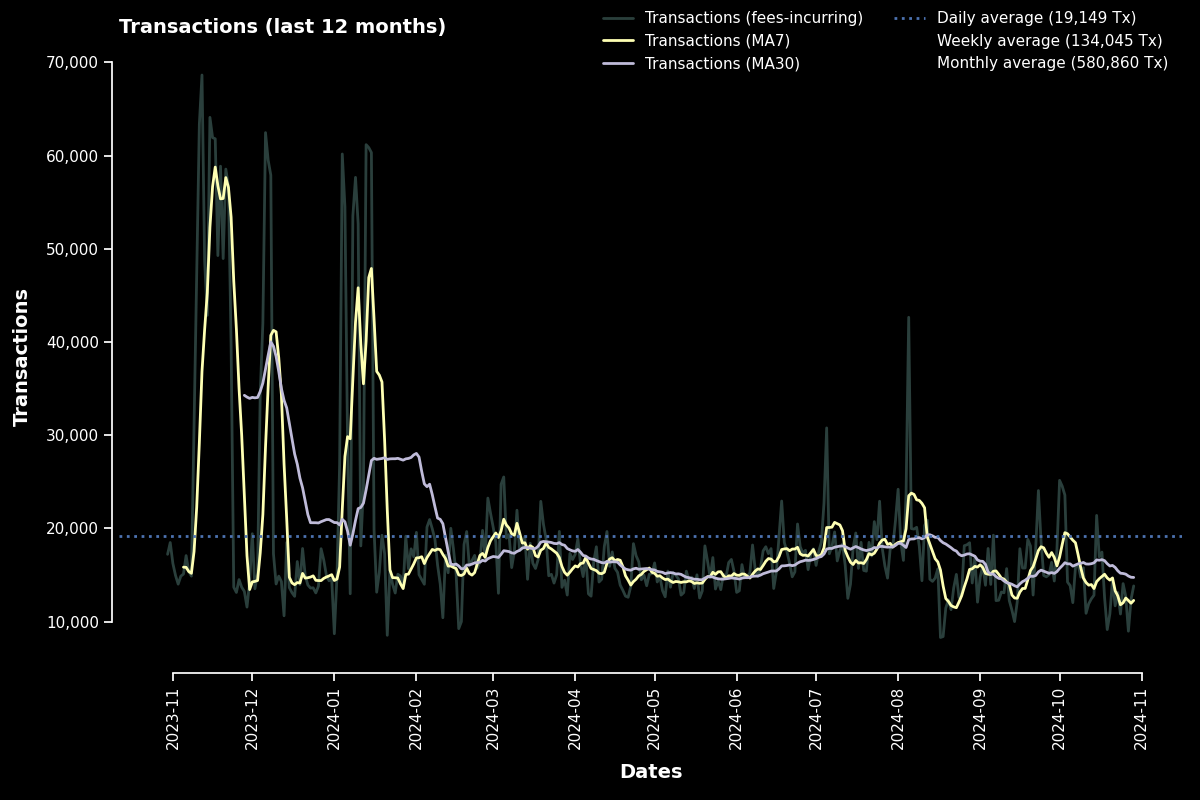 Transactions (last 12 months)
Transactions (fees-incurring)
Transactions (MA7)
Transactions (MA30)
Daily average (19,149 Tx)
Weekly average (134,045 Tx)
Monthly average (580,860 Tx)
Transactions
70,000
60,000
50,000
40,000
30,000
20,000
10,000
2023-11
2023-12
2024-01
2024-02
2024-03
2024-04
2024-05
2024-06
2024-07
2024-08
2024-09
2024-10
2024-11
Dates